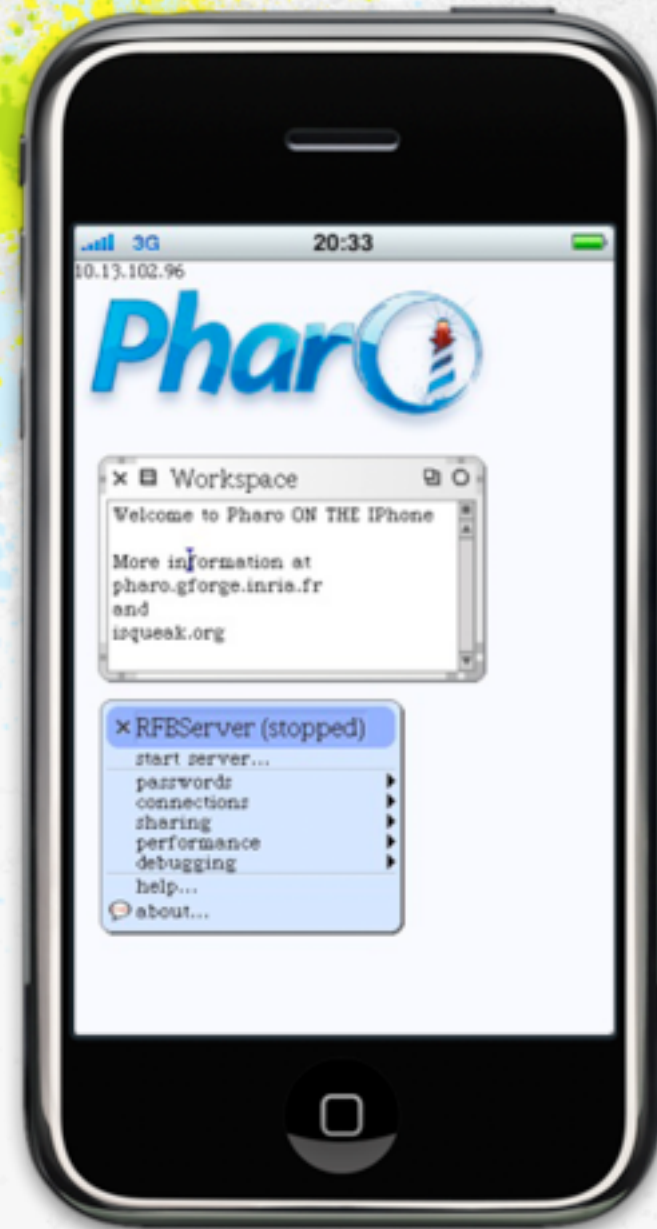 3G 20:33
10.13.102.96
Pharo
Workspace
Welcome to Pharo ON THE IPhone
More information at
pharo.gforge.inria.fr
and
isqueak.org
RFBServer (stopped)
start server...
passwords
connections
sharing
performance
debugging
help...
about...